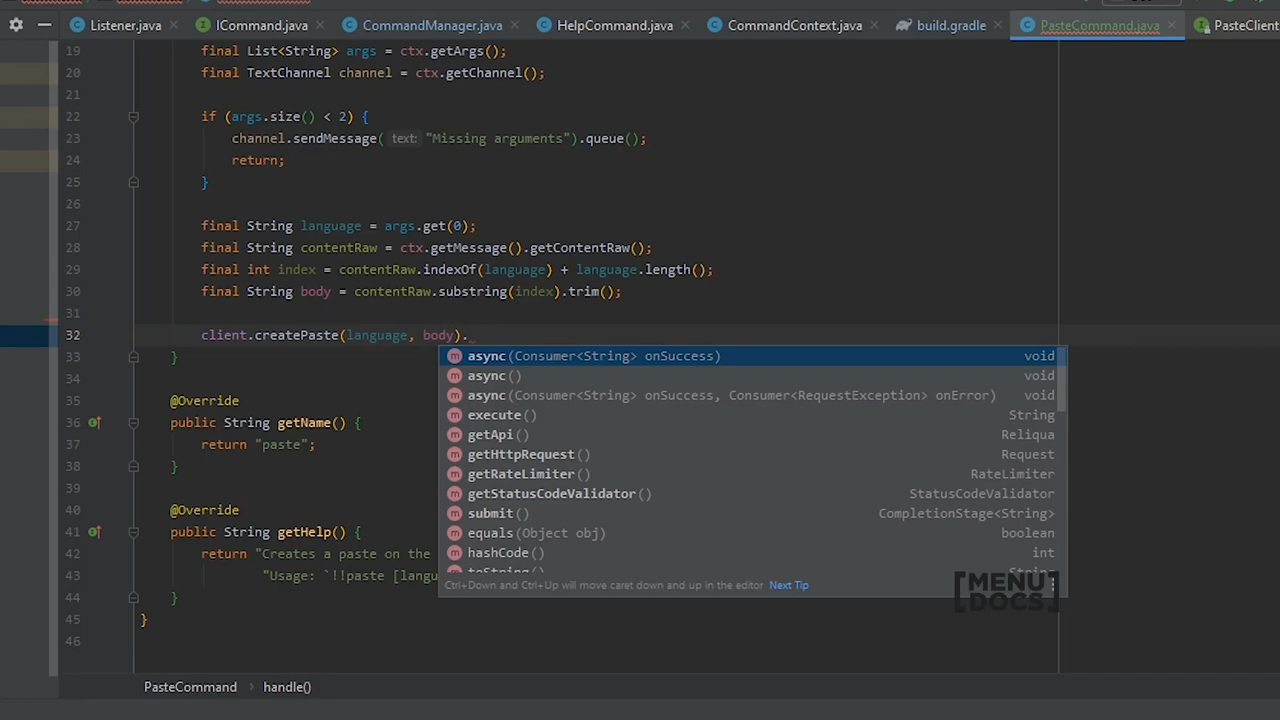 Listener.java ICommand.java CommandManager.java HelpCommand.java CommandContext.java build.gradle PasteCommand.java PasteClient
19 final List<String> args = ctx.getArgs();
20 final TextChannel channel = ctx.getChannel();
21
22 if (args.size() < 2) {
23 channel.sendMessage( text: "Missing arguments").queue();
24 return;
25 }
26
27 final String language = args.get(0);
28 final String contentRaw = ctx.getMessage().getContentRaw();
29 final int index = contentRaw.indexOf(language) + language.length();
30 final String body = contentRaw.substring(index).trim();
31
32 client.createPaste(language, body).
33 }
async(Consumer<String> onSuccess) void
async()
async(Consumer<String> onSuccess, Consumer<RequestException> onError) void
execute() String
getApi() Reliqua
getHttpRequest() Request
getRateLimiter() RateLimiter
getStatusCodeValidator() StatusCodeValidator
submit() CompletionStage<String>
equals(Object obj) boolean
hashCode() int
toString() String
Ctrl+Down and Ctrl+Up will move caret down and up in the editor Next Tip
34
35 @Override
36 public String getName() {
37 return "paste";
38 }
39
40 @Override
41 public String getHelp() {
42 return "Creates a paste on the
43 "Usage: `!!paste [langu
44 }
45 }
46
[MENU
DOCS]
PasteCommand handle()